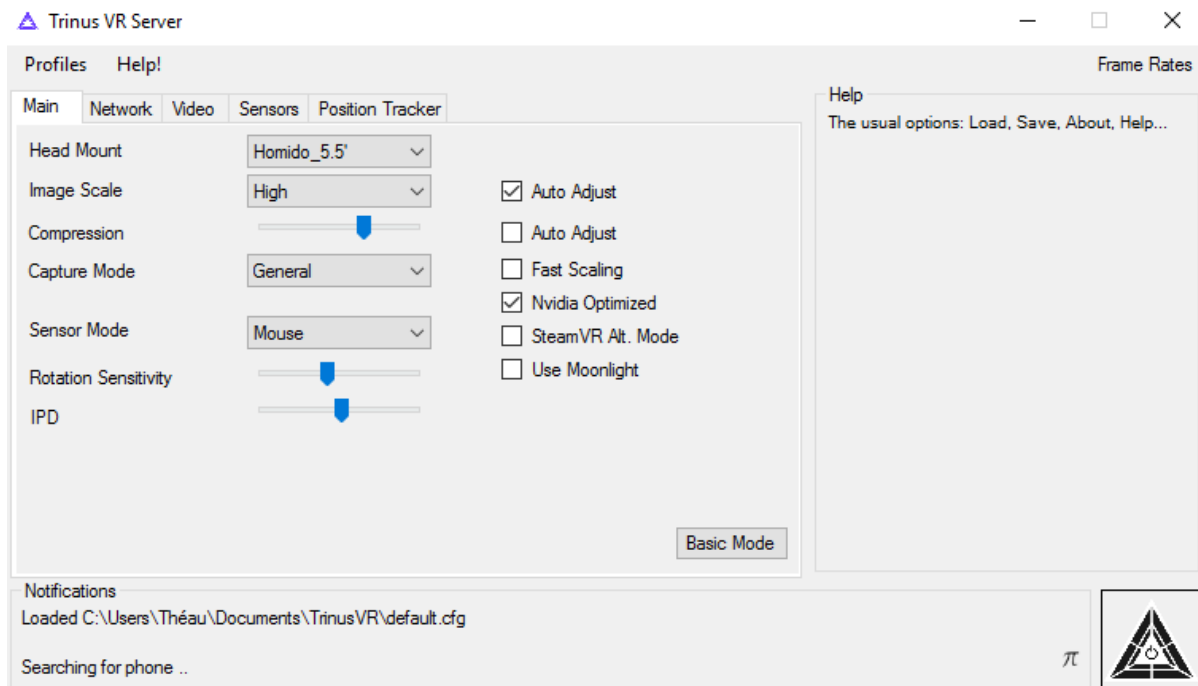 Trinus VR Server
Profiles Help! Frame Rates
Main Network Video Sensors Position Tracker
Head Mount Homido_5.5'
Image Scale High Auto Adjust
Compression Auto Adjust
Capture Mode General Fast Scaling
Nvidia Optimized
Sensor Mode Mouse SteamVR Alt. Mode
Rotation Sensitivity Use Moonlight
IPD
Basic Mode
Help
The usual options: Load, Save, About, Help...
Notifications
Loaded C:\Users\Théau\Documents\TrinusVR\default.cfg
Searching for phone ..
π